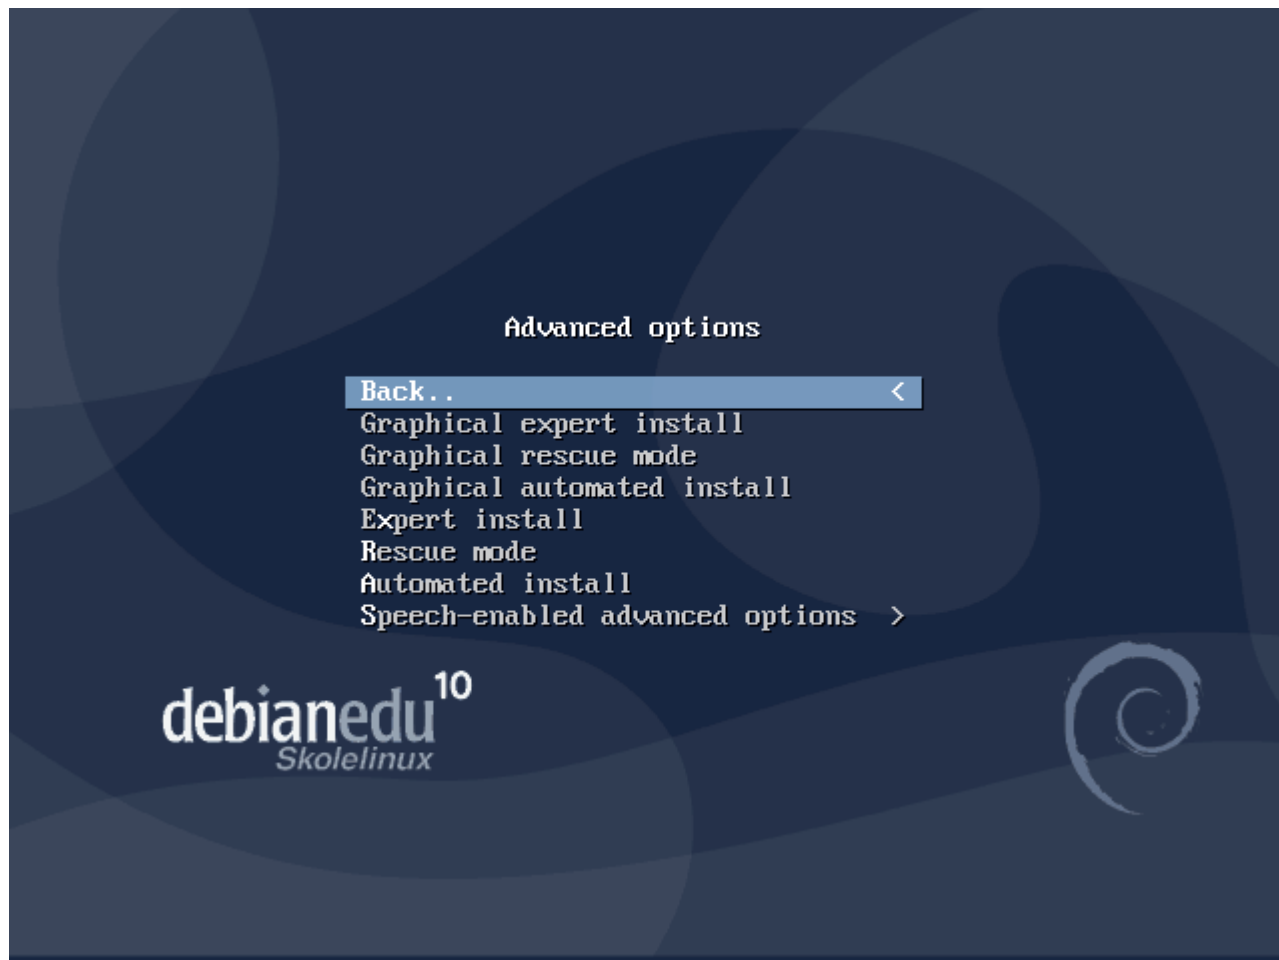 Advanced options
Back.. <
Graphical expert install
Graphical rescue mode
Graphical automated install
Expert install
Rescue mode
Automated install
Speech-enabled advanced options >
debianedu 10
Skolelinux